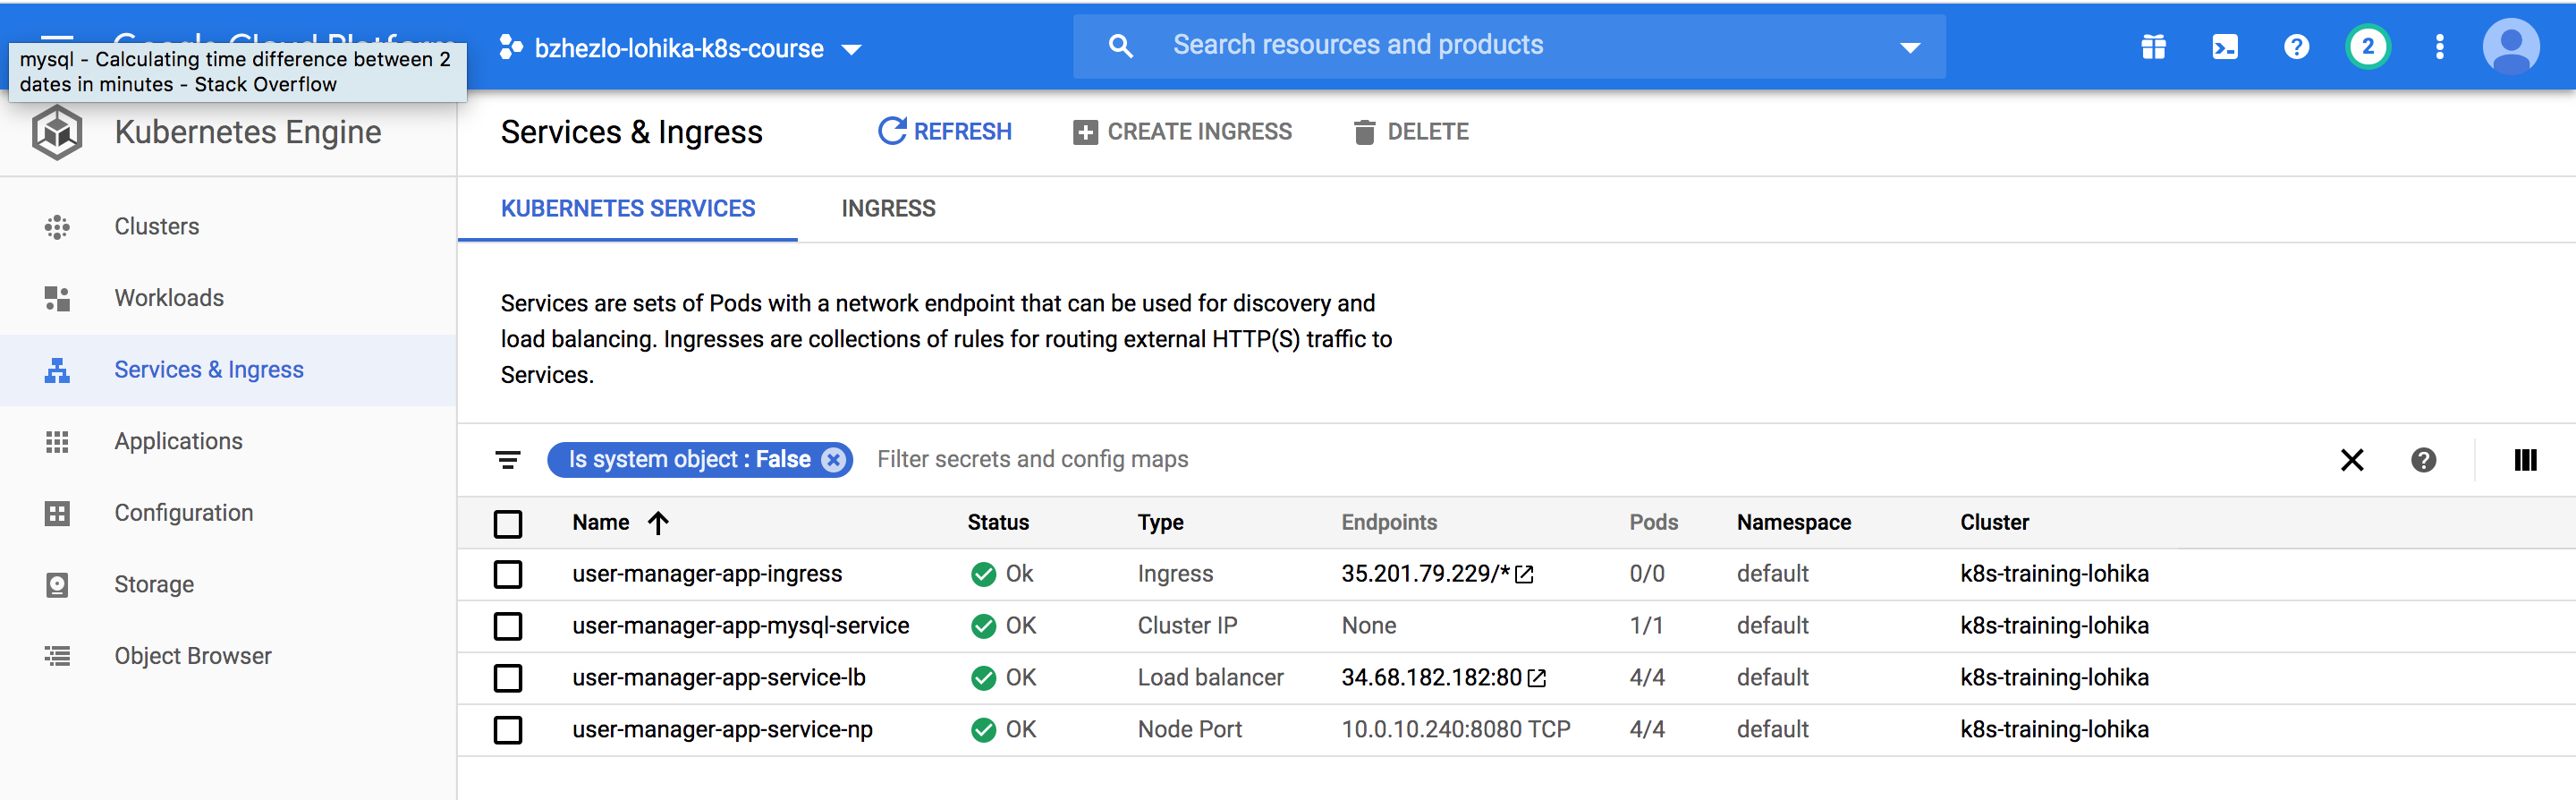 mysql - Calculating time difference between 2
dates in minutes - Stack Overflow
bzhezlo-lohika-k8s-course
Search resources and products
2
Kubernetes Engine
Services & Ingress
REFRESH
CREATE INGRESS
DELETE
Clusters
Workloads
Services & Ingress
Applications
Configuration
Storage
Object Browser
KUBERNETES SERVICES
INGRESS
Services are sets of Pods with a network endpoint that can be used for discovery and
load balancing. Ingresses are collections of rules for routing external HTTP(S) traffic to
Services.
Is system object : False
Filter secrets and config maps
Name Status Type Endpoints Pods Namespace Cluster
user-manager-app-ingress Ok Ingress 35.201.79.229/* 0/0 default k8s-training-lohika
user-manager-app-mysql-service OK Cluster IP None 1/1 default k8s-training-lohika
user-manager-app-service-lb OK Load balancer 34.68.182.182:80 4/4 default k8s-training-lohika
user-manager-app-service-np OK Node Port 10.0.10.240:8080 TCP 4/4 default k8s-training-lohika